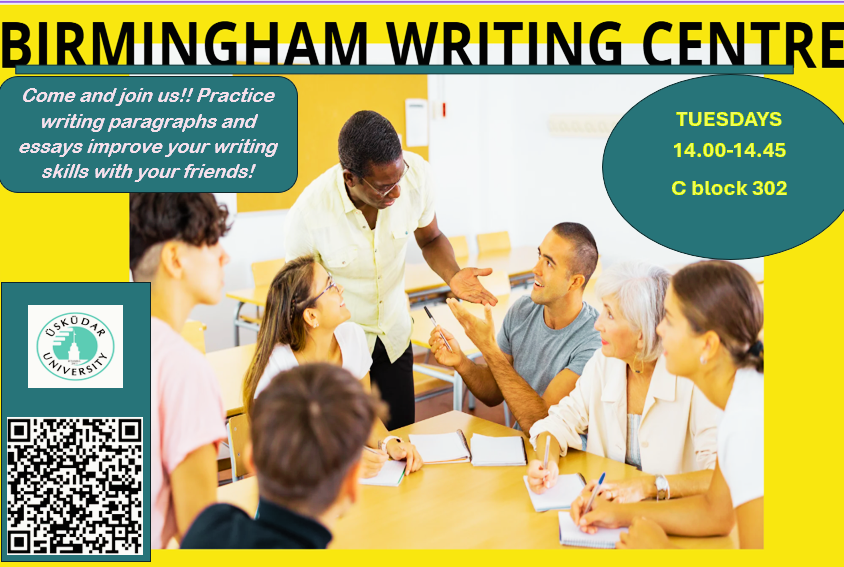 BIRMINGHAM WRITING CENTRE
Come and join us!! Practice
writing paragraphs and
essays improve your writing
skills with your friends!
TUESDAYS
14.00-14.45
C block 302
ÜSKÜDAR
UNIVERSITY